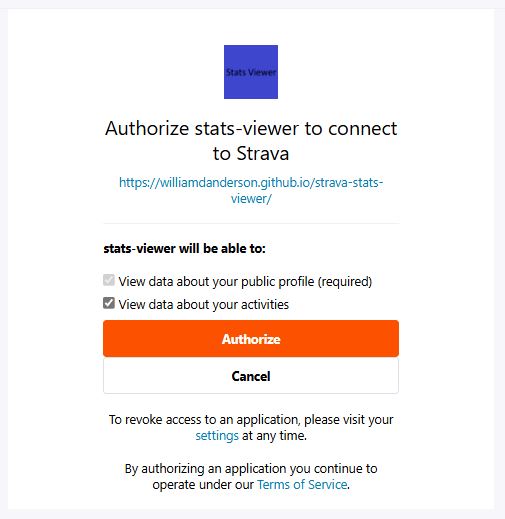 Stats Viewer
Authorize stats-viewer to connect
to Strava
https://williamdanderson.github.io/strava-stats-
viewer/
stats-viewer will be able to:
View data about your public profile (required)
View data about your activities
Authorize
Cancel
To revoke access to an application, please visit your
settings at any time.
By authorizing an application you continue to
operate under our Terms of Service.